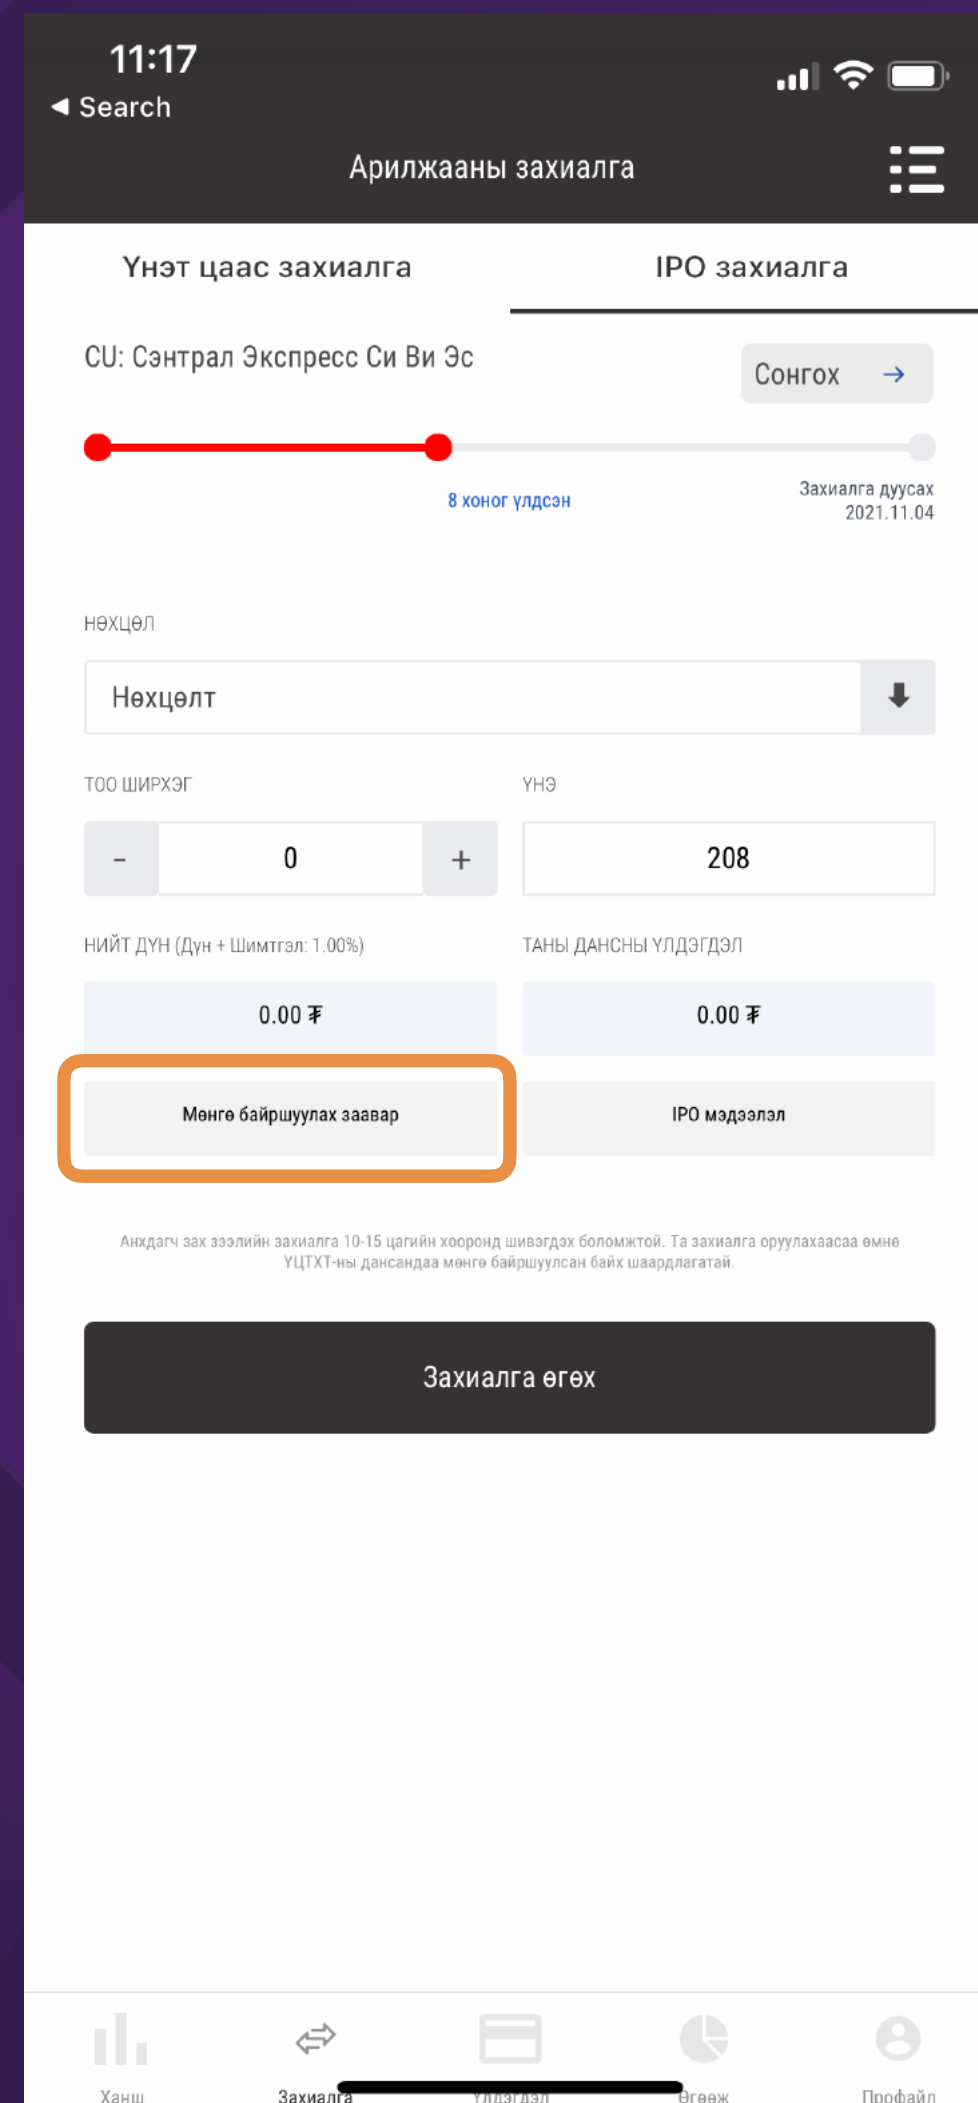 11:17
Search
Арилжааны захиалга
Үнэт цаас захиалга
IPO захиалга
CU: Сэнтрал Экспресс Си Ви Эс
Сонгох
8 хоног үлдсэн
Захиалга дуусах
2021.11.04
НӨХЦӨЛ
Нөхцөлт
ТОО ШИРХЭГ
ҮНЭ
-
0
+
208
НИЙТ ДҮН (Дүн + Шимтгэл: 1.00%)
ТАНЫ ДАНСНЫ ҮЛДЭГДЭЛ
0.00 ₮
0.00 ₮
Мөнгө байршуулах заавар
IPO мэдээлэл
Анхдагч зах зээлийн захиалга 10-15 цагийн хооронд шивэгдэх боломжтой. Та захиалга оруулахаасаа өмнө
ҮЦТХТ-ны дансандаа мөнгө байршуулсан байх шаардлагатай.
Захиалга өгөх
Ханш
Захиалга
Үлдэгдэл
Өгөөж
Профайл